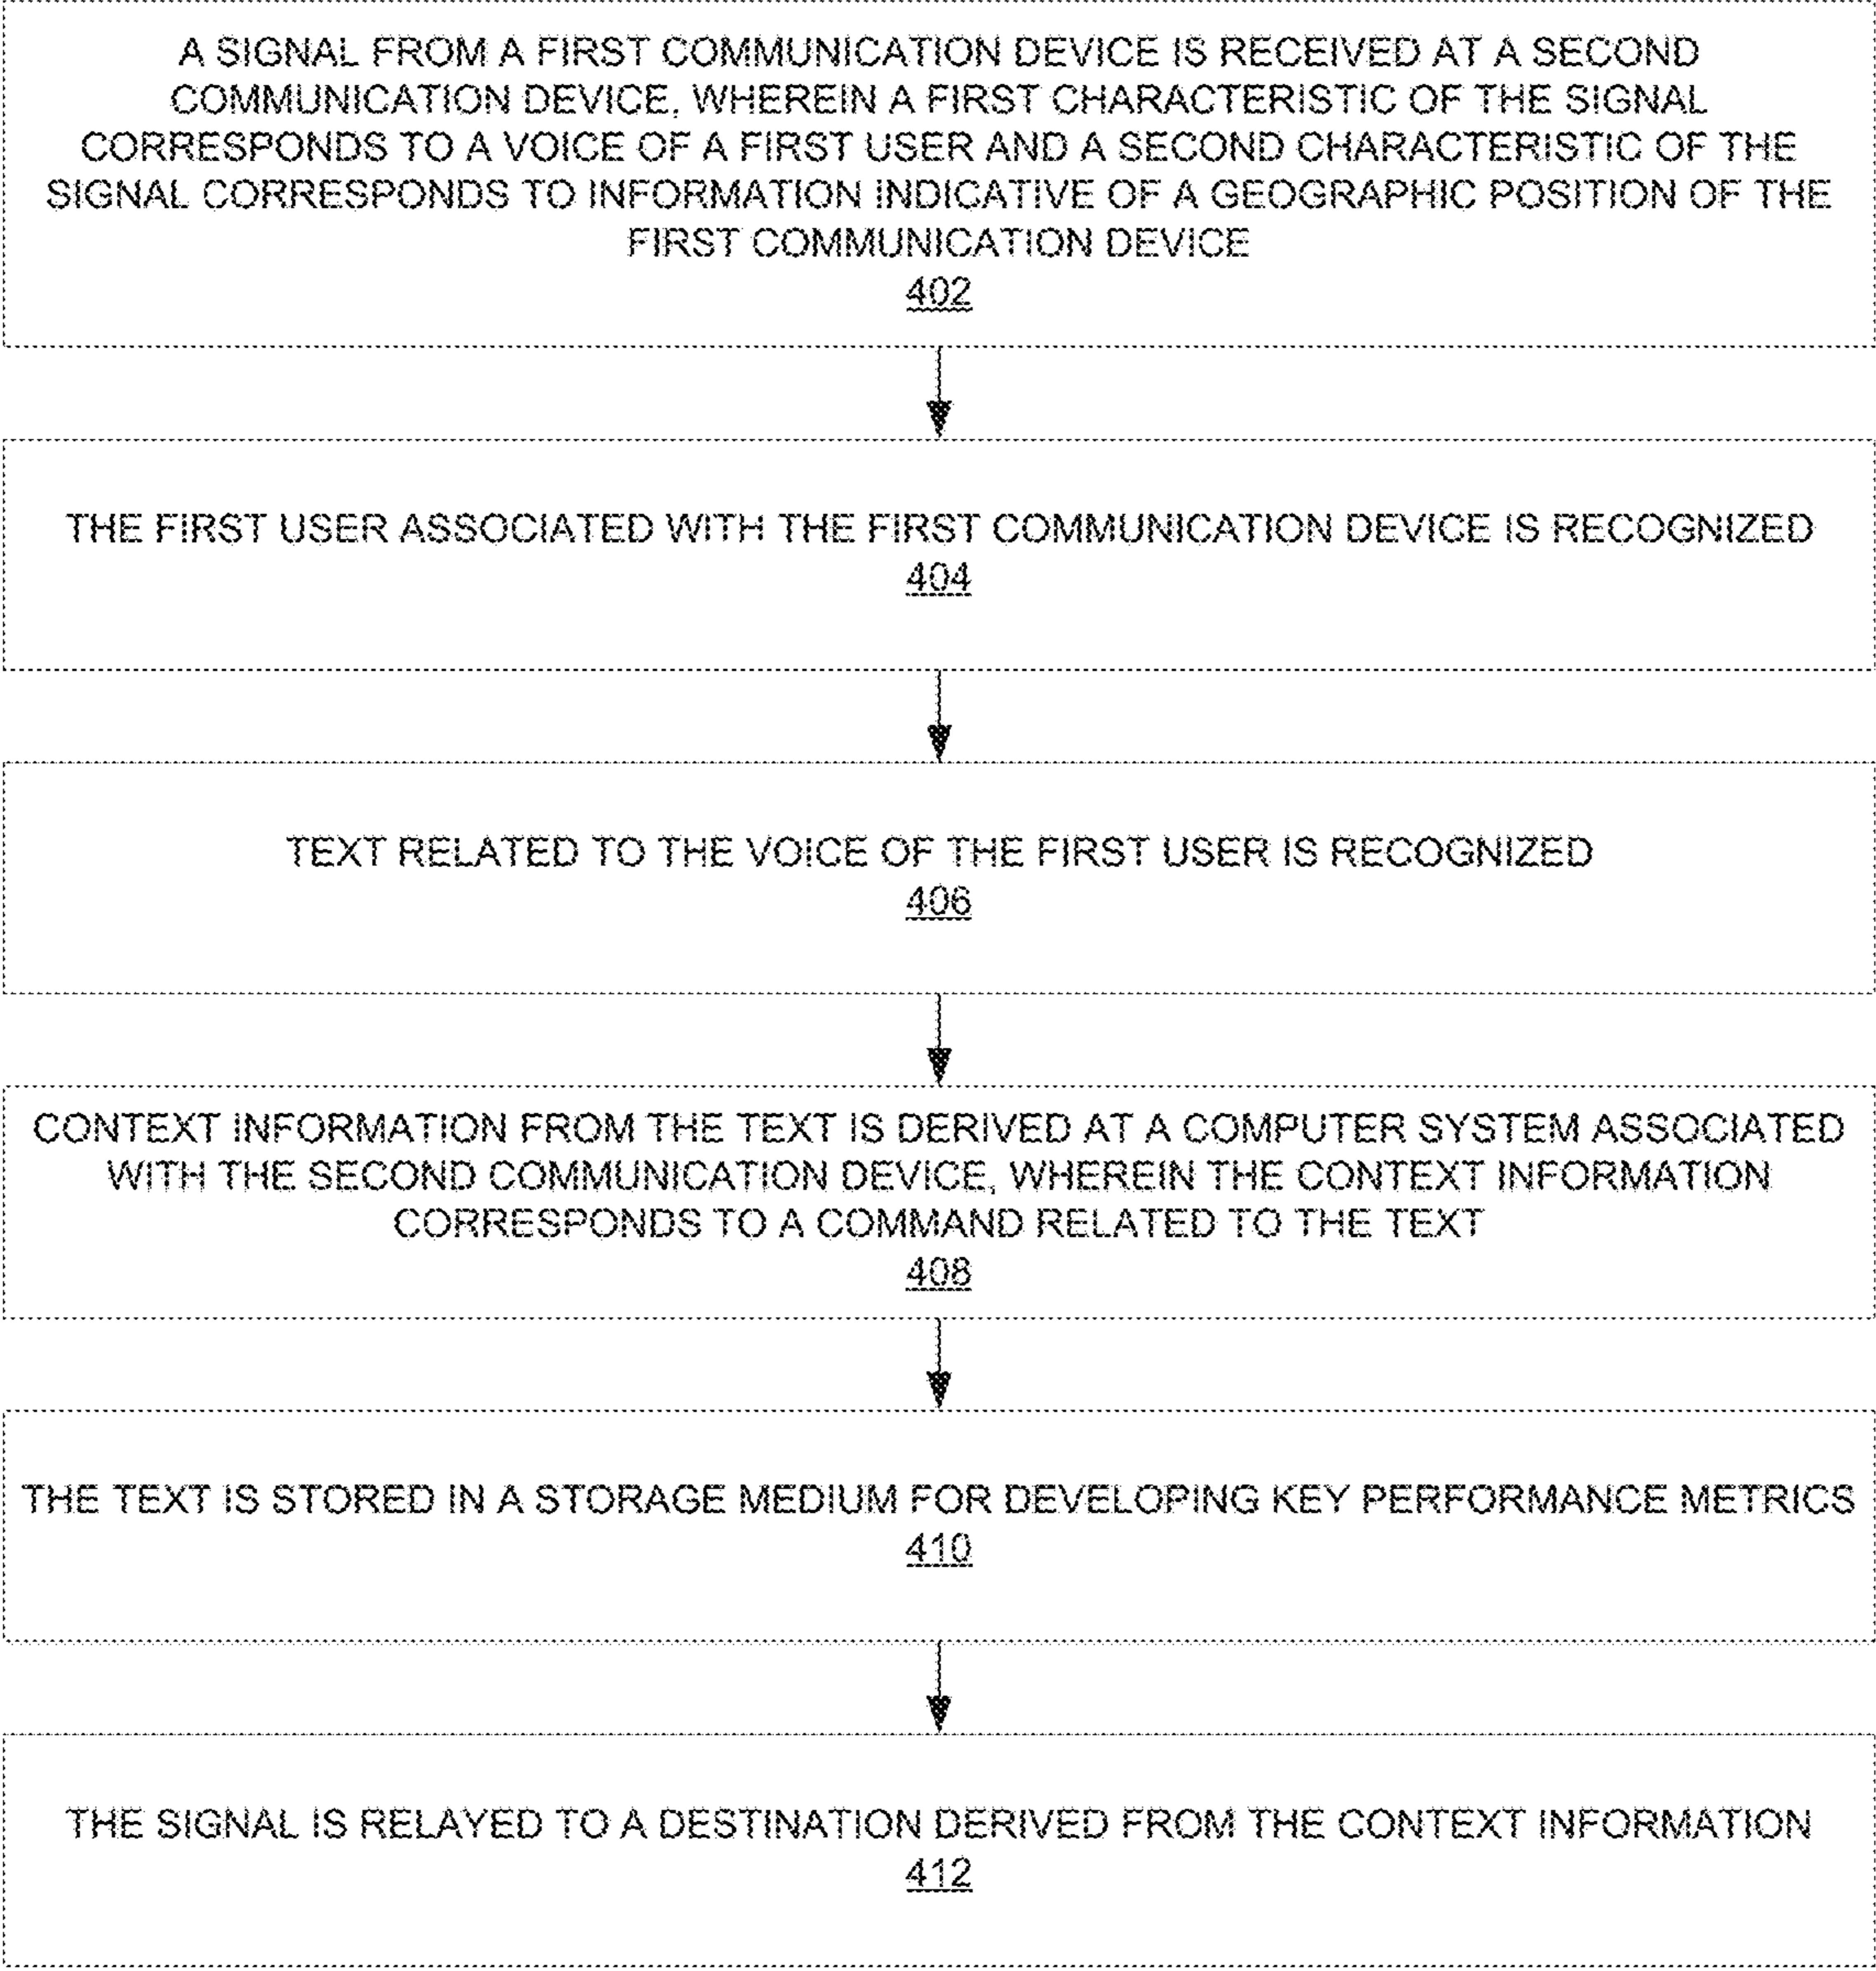 A SIGNAL FROM A FIRST COMMUNICATION DEVICE IS RECEIVED AT A SECOND
COMMUNICATION DEVICE, WHEREIN A FIRST CHARACTERISTIC OF THE SIGNAL
CORRESPONDS TO A VOICE OF A FIRST USER AND A SECOND CHARACTERISTIC OF THE
SIGNAL CORRESPONDS TO INFORMATION INDICATIVE OF A GEOGRAPHIC POSITION OF THE
FIRST COMMUNICATION DEVICE
402
THE FIRST USER ASSOCIATED WITH THE FIRST COMMUNICATION DEVICE IS RECOGNIZED
404
TEXT RELATED TO THE VOICE OF THE FIRST USER IS RECOGNIZED
406
CONTEXT INFORMATION FROM THE TEXT IS DERIVED AT A COMPUTER SYSTEM ASSOCIATED
WITH THE SECOND COMMUNICATION DEVICE, WHEREIN THE CONTEXT INFORMATION
CORRESPONDS TO A COMMAND RELATED TO THE TEXT
408
THE TEXT IS STORED IN A STORAGE MEDIUM FOR DEVELOPING KEY PERFORMANCE METRICS
410
THE SIGNAL IS RELAYED TO A DESTINATION DERIVED FROM THE CONTEXT INFORMATION
412